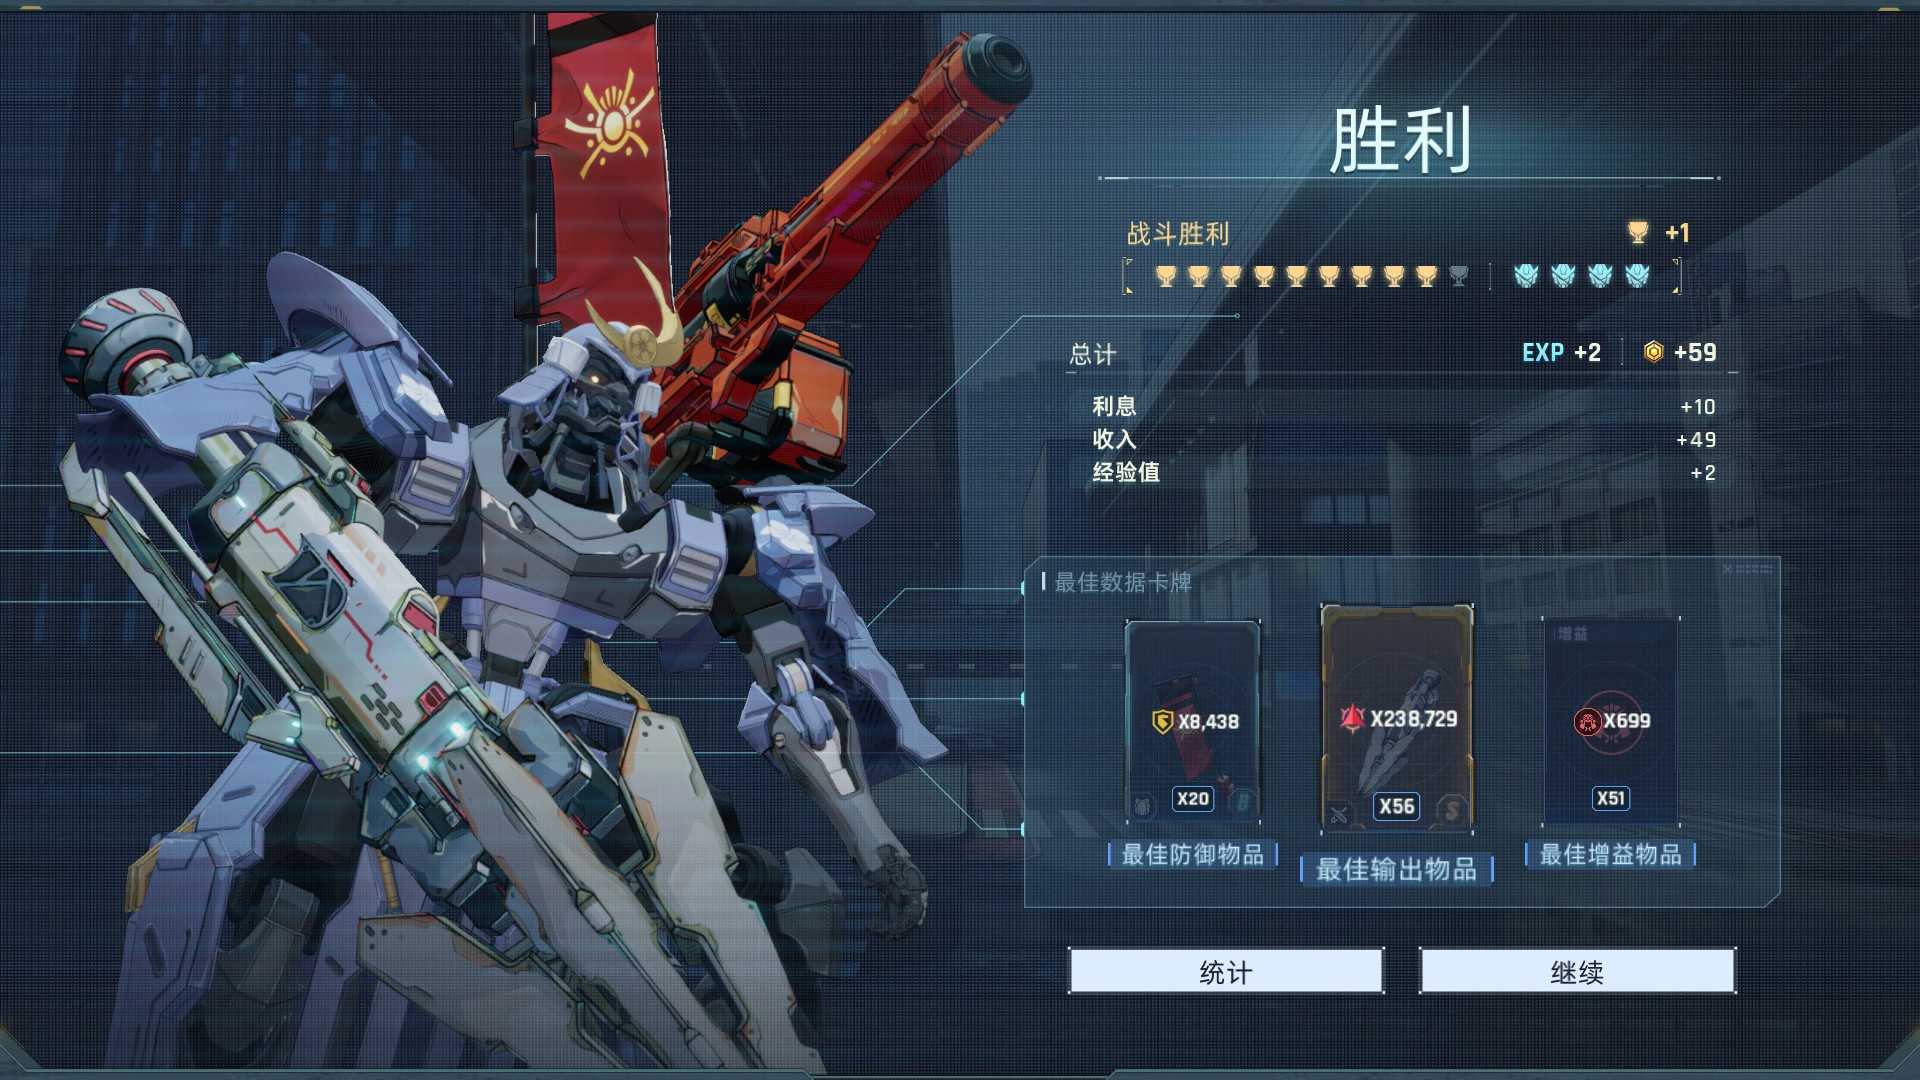 胜利
战斗胜利 +1
总计 EXP +2 +59
利息 +10
收入 +49
经验值 +2
最佳数据卡牌
增益
X8,438
X238,729
X699
X20
B
X56
S
X51
最佳防御物品
最佳输出物品
最佳增益物品
统计
继续